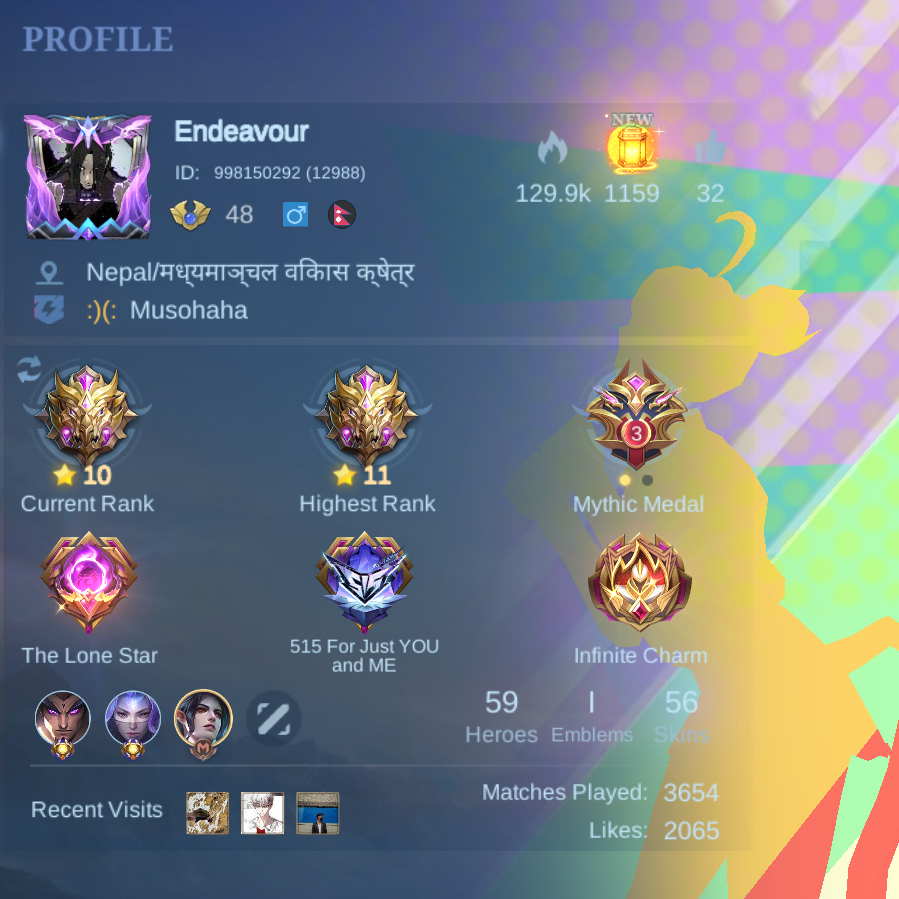 PROFILE
Endeavour
ID: 998150292 (12988)
48
NEW
129.9k 1159 32
Nepal/मध्यमाञ्चल विकास क्षेत्र
:)(: Musohaha
10 11 3
Current Rank Highest Rank Mythic Medal
The Lone Star 515 For Just YOU and ME Infinite Charm
59 I 56
Heroes Emblems Skins
M
Recent Visits
Matches Played: 3654
Likes: 2065